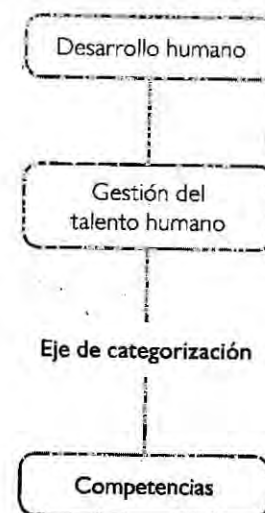 Desarrollo humano
Gestión del
talento humano
Eje de categorización
Competencias